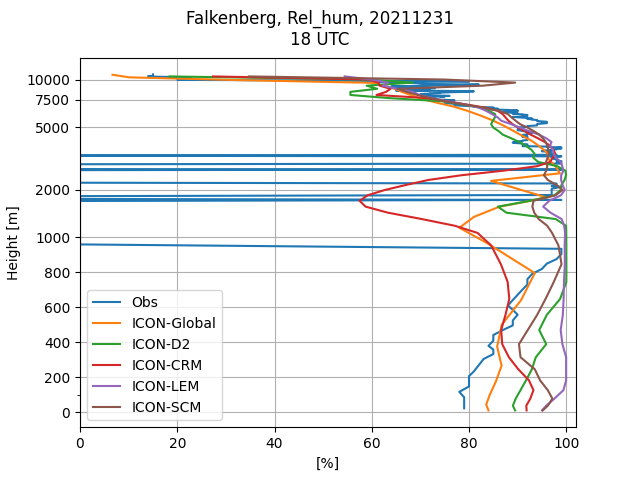 Falkenberg, Rel_hum, 20211231
18 UTC
Height [m]
10000
7500
5000
2000
1000
800
600
400
200
0
Obs
ICON-Global
ICON-D2
ICON-CRM
ICON-LEM
ICON-SCM
0 20 40 60 80 100
[%]